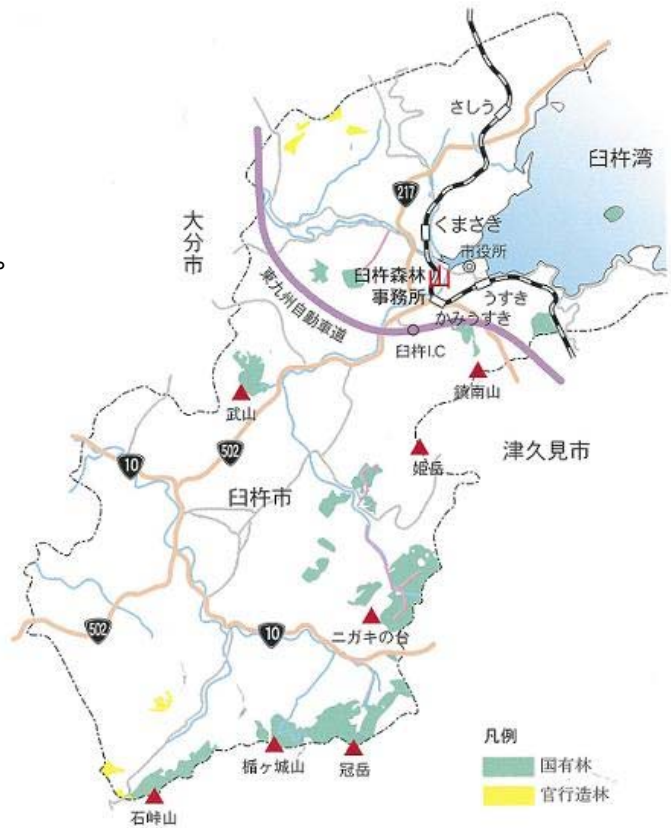 さしう
臼杵湾
217
大分市
くまさき
市役所
臼杵森林
事務所
山
うすき
かみうすき
東九州自動車道
臼杵I.C
鎮南山
武山
姫岳
津久見市
502
10
臼杵市
502
10
ニガキの台
楯ヶ城山
冠岳
石峠山
凡例
国有林
官行造林
。